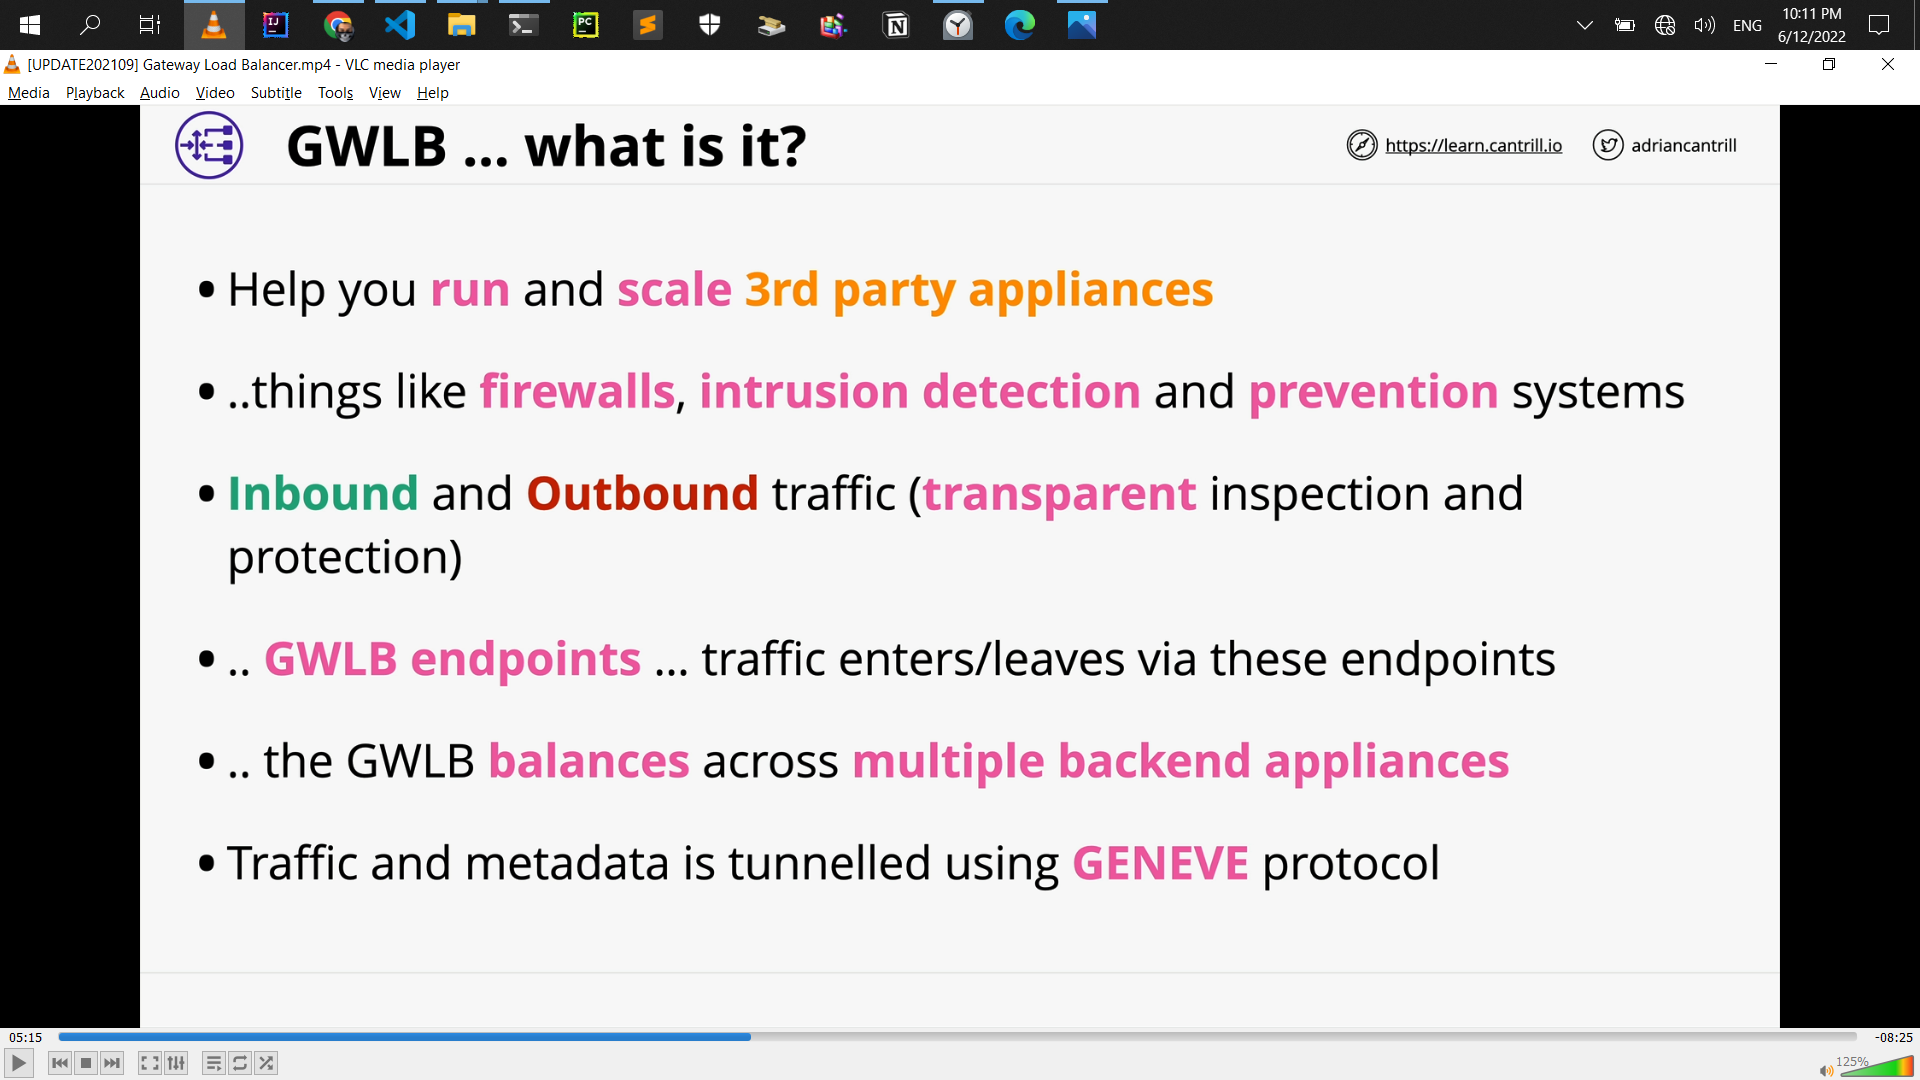 ENG
10:11 PM
6/12/2022
[UPDATE202109] Gateway Load Balancer.mp4 - VLC media player
Media Playback Audio Video Subtitle Tools View Help
GWLB ... what is it?
https://learn.cantrill.io
adriancantrill
• Help you run and scale 3rd party appliances
• ..things like firewalls, intrusion detection and prevention systems
• Inbound and Outbound traffic (transparent inspection and
protection)
• .. GWLB endpoints ... traffic enters/leaves via these endpoints
• .. the GWLB balances across multiple backend appliances
• Traffic and metadata is tunnelled using GENEVE protocol
05:15
-08:25
125%